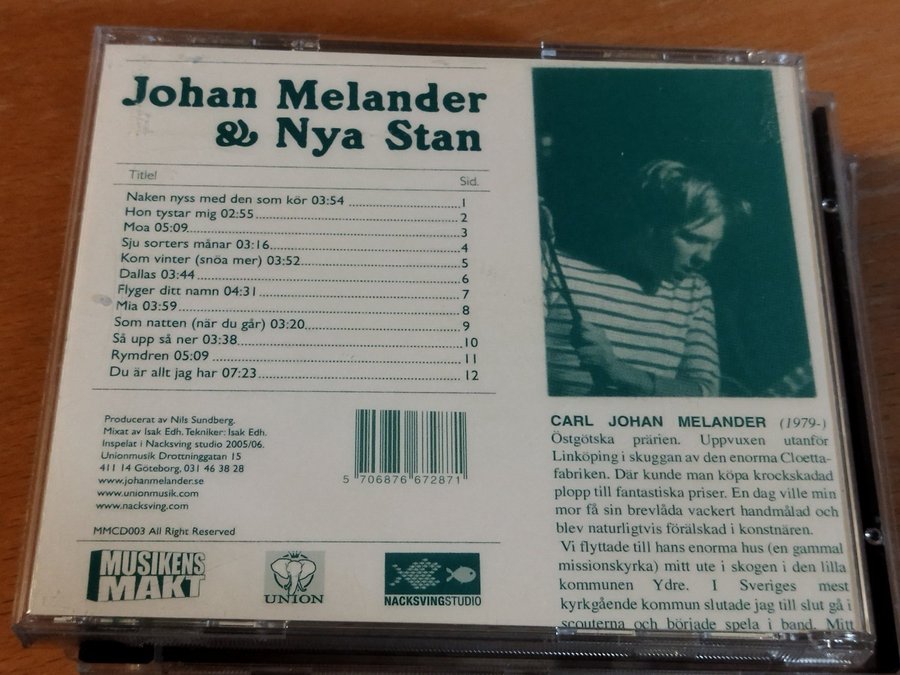 Johan Melander
& Nya Stan
Titlel Sid.
Naken nyss med den som kör 03:54 1
Hon tystar mig 02:55 2
Moa 05:09 3
Sju sorters månar 03:16 4
Kom vinter (snöa mer) 03:52 5
Dallas 03:44 6
Flyger ditt namn 04:31 7
Mia 03:59 8
Som natten (när du går) 03:20 9
Så upp så ner 03:38 10
Rymdren 05:09 11
Du är allt jag har 07:23 12
Producerat av Nils Sundberg.
Mixat av Isak Edh. Tekniker: Isak Edh.
Inspelat i Nacksving studio 2005/06.
Unionmusik Drottninggatan 15
411 14 Göteborg, 031 46 38 28
www.johanmelander.se
www.unionmusik.com
www.nacksving.com
MMCD003 All Right Reserved
5 706876 672871
MUSIKENS
MAKT
UNION
NACKSVINGSTUDIO
CARL JOHAN MELANDER (1979-)
Östgötska prärien. Uppvuxen utanför
Linköping i skuggan av den enorma Cloetta-
fabriken. Där kunde man köpa krockskadad
plopp till fantastiska priser. En dag ville min
mor få sin brevlåda vackert handmålad och
blev naturligtvis förälskad i konstnären.
Vi flyttade till hans enorma hus (en gammal
missionskyrka) mitt ute i skogen i den lilla
kommunen Ydre. I Sveriges mest
kyrkgående kommun slutade jag till slut gå i
scouterna och började spela i band. Mitt